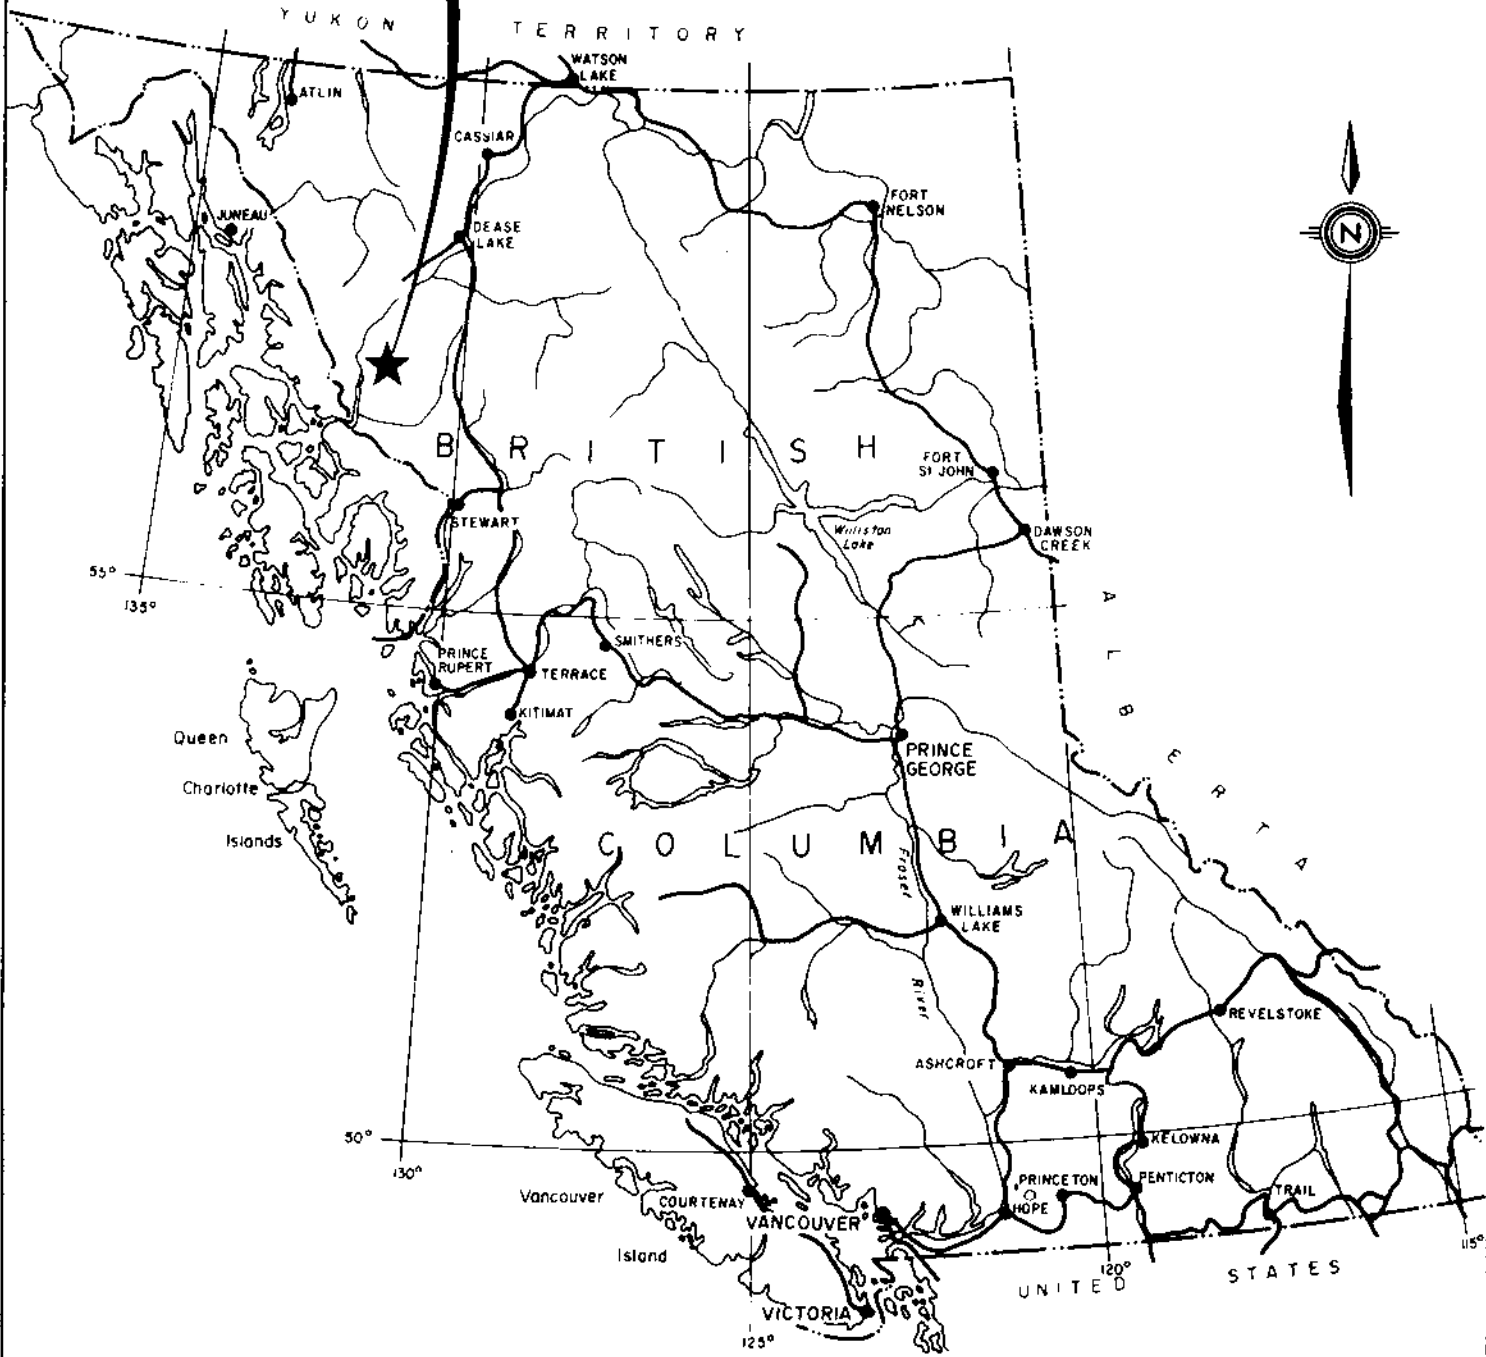 YUKON TERRITORY
WATSON
LAKE
ATLIN
CASSIAR
FORT
NELSON
JUNEAU
DEASE
LAKE
N
BRITISH
FORT
ST JOHN
STEWART
Williston
Lake
DAWSON
CREEK
55°
135°
ALBERTA
PRINCE
RUPERT
SMITHERS
TERRACE
KITIMAT
Queen
Charlotte
Islands
PRINCE
GEORGE
COLUMBIA
Fraser
River
WILLIAMS
LAKE
REVELSTOKE
ASHCROFT
KAMLOOPS
50°
130°
KELOWNA
PRINCETON
PENTICTON
TRAIL
HOPE
Vancouver
Island
COURTENAY
VANCOUVER
VICTORIA
125°
120°
115°
UNITED STATES